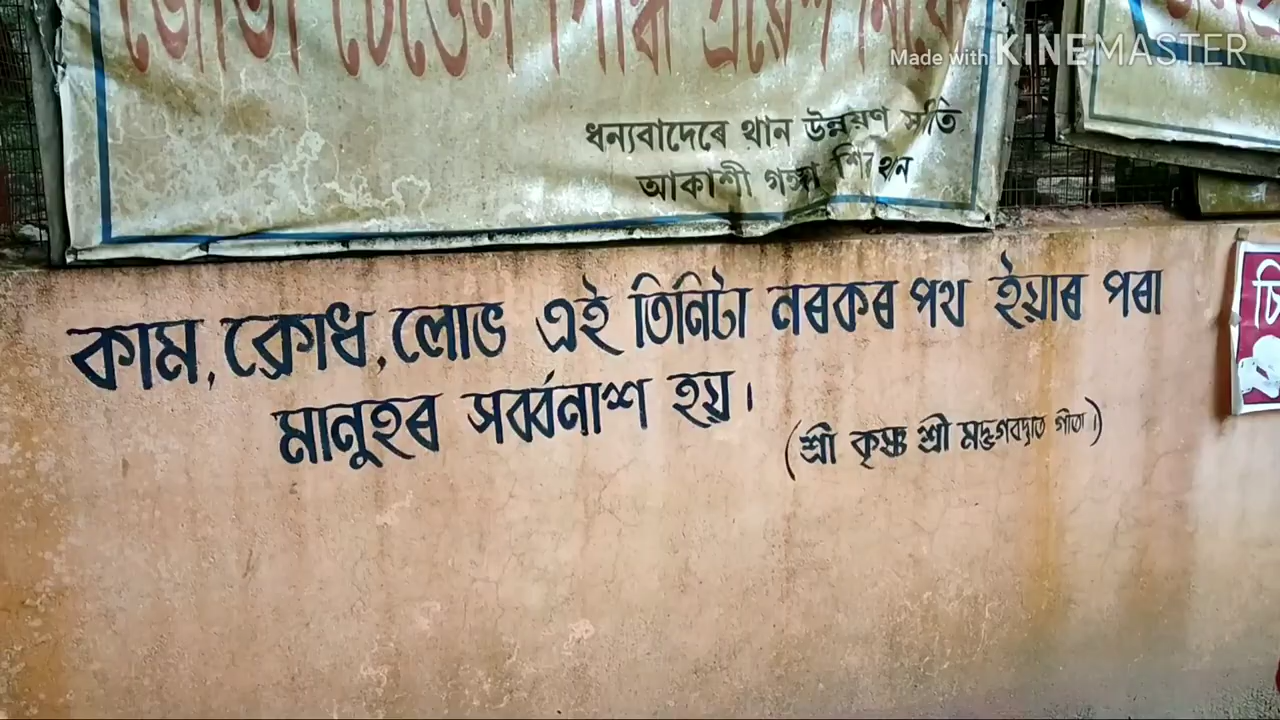 Made with KINEMASTER
ধন্যবাদেৰে থান উন্নয়ণ
আকাশী গঙ্গা
কাম, ক্ৰোধ, লোভ এই তিনিটা নৰকৰ পথ ইয়াৰ পৰা
মানুহৰ সৰ্ব্বনাশ হয়।
(শ্ৰী কৃষ্ণ শ্ৰী মদ্ভগবদ্গত গীতা।)